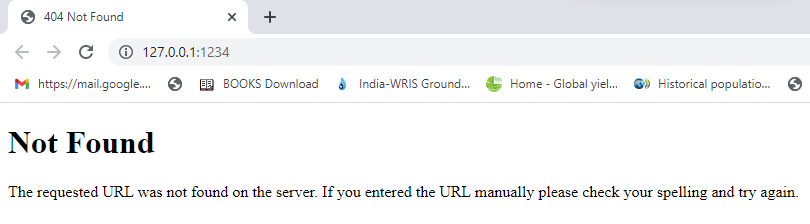 404 Not Found
127.0.0.1:1234
https://mail.google.... BOOKS Download India-WRIS Ground... Home - Global yiel... Historical populatio...
Not Found
The requested URL was not found on the server. If you entered the URL manually please check your spelling and try again.